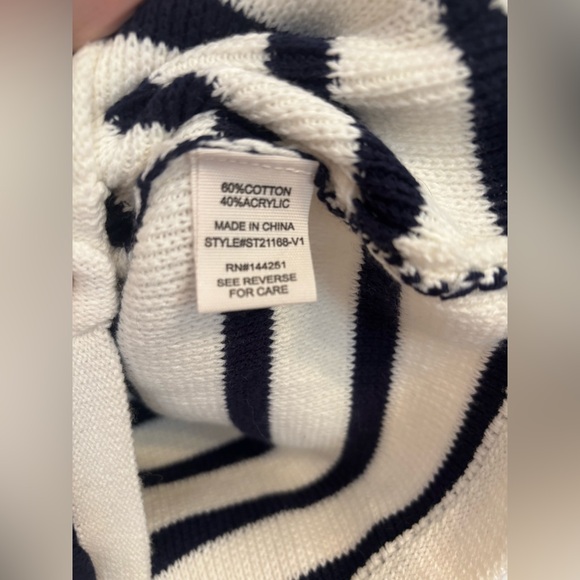 60%COTTON
40%ACRYLIC
MADE IN CHINA
STYLE#ST21168-V1
RN#144251
SEE REVERSE
FOR CARE